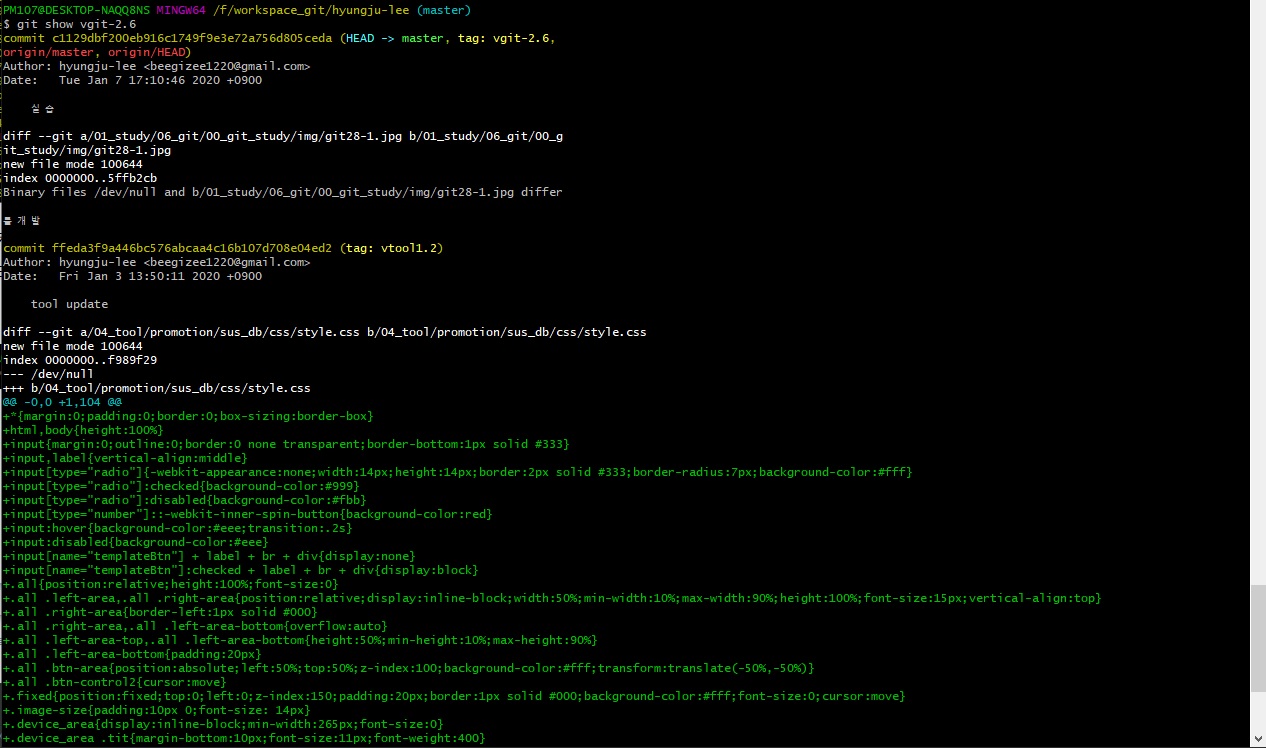 PM107@DESKTOP-NAQQ8NS MINGW64 /f/workspace_git/hyungju-lee (master)
$ git show vgit-2.6
commit c1129dbf200eb916c1749f9e3e72a756d805ceda (HEAD -> master, tag: vgit-2.6,
origin/master, origin/HEAD)
Author: hyungju-lee <beegizee1220@gmail.com>
Date:   Tue Jan 7 17:10:46 2020 +0900
실습
diff --git a/01_study/06_git/00_git_study/img/git28-1.jpg b/01_study/06_git/00_g
it_study/img/git28-1.jpg
new file mode 100644
index 0000000..5ffb2cb
Binary files /dev/null and b/01_study/06_git/00_git_study/img/git28-1.jpg differ
툴개발
commit ffeda3f9a446bc576abcaa4c16b107d708e04ed2 (tag: vtool1.2)
Author: hyungju-lee <beegizee1220@gmail.com>
Date:   Fri Jan 3 13:50:11 2020 +0900
tool update
diff --git a/04_tool/promotion/sus_db/css/style.css b/04_tool/promotion/sus_db/css/style.css
new file mode 100644
index 0000000..f989f29
--- /dev/null
+++ b/04_tool/promotion/sus_db/css/style.css
@@ -0,0 +1,104 @@
+*{margin:0;padding:0;border:0;box-sizing:border-box}
+html,body{height:100%}
+input{margin:0;outline:0;border:0 none transparent;border-bottom:1px solid #333}
+input,label{vertical-align:middle}
+input[type="radio"]{-webkit-appearance:none;width:14px;height:14px;border:2px solid #333;border-radius:7px;background-color:#fff}
+input[type="radio"]:checked{background-color:#999}
+input[type="radio"]:disabled{background-color:#fbb}
+input[type="number"]::-webkit-inner-spin-button{background-color:red}
+input:hover{background-color:#eee;transition:.2s}
+input:disabled{background-color:#eee}
+input[name="templateBtn"] + label + br + div{display:none}
+input[name="templateBtn"]:checked + label + br + div{display:block}
+.all{position:relative;height:100%;font-size:0}
+.all .left-area,.all .right-area{position:relative;display:inline-block;width:50%;min-width:10%;max-width:90%;height:100%;font-size:15px;vertical-align:top}
+.all .right-area{border-left:1px solid #000}
+.all .right-area,.all .left-area-bottom{overflow:auto}
+.all .left-area-top,.all .left-area-bottom{height:50%;min-height:10%;max-height:90%}
+.all .left-area-bottom{padding:20px}
+.all .btn-area{position:absolute;left:50%;top:50%;z-index:100;background-color:#fff;transform:translate(-50%,-50%)}
+.all .btn-control2{cursor:move}
+.fixed{position:fixed;top:0;left:0;z-index:150;padding:20px;border:1px solid #000;background-color:#fff;font-size:0;cursor:move}
+.image-size{padding:10px 0;font-size: 14px}
+.device_area{display:inline-block;min-width:265px;font-size:0}
+.device_area .tit{margin-bottom:10px;font-size:11px;font-weight:400}